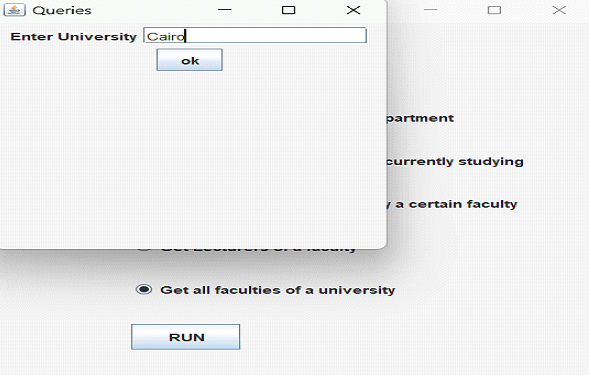 Queries
Enter University Cairo
ok
partment
currently studying
y a certain faculty
Get Lecturers of a faculty
Get all faculties of a university
RUN